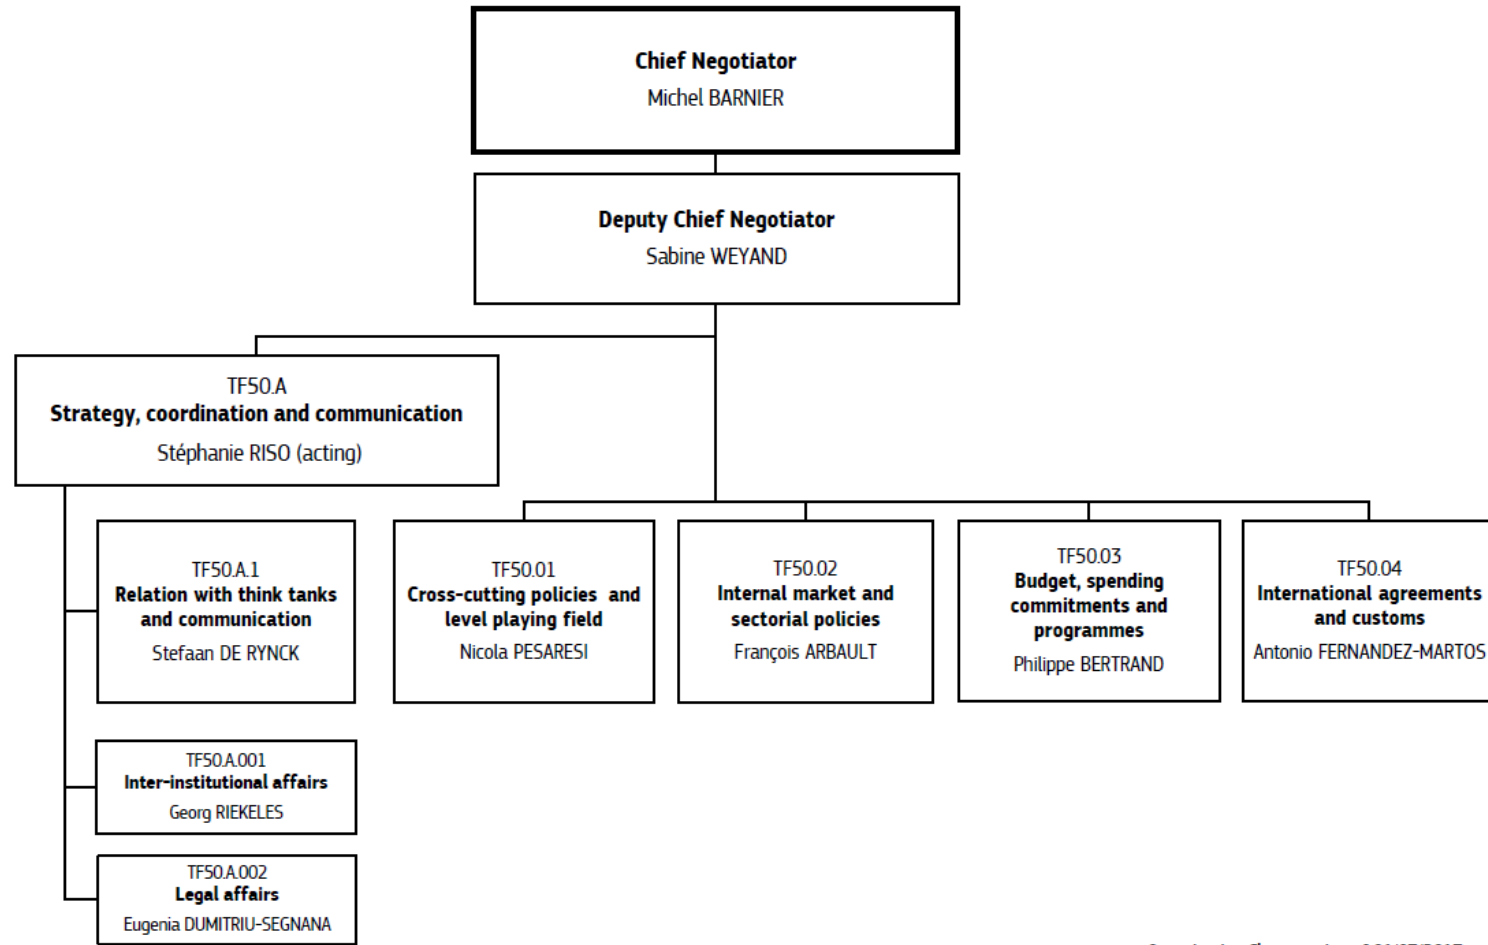 Chief Negotiator
Michel BARNIER
Deputy Chief Negotiator
Sabine WEYAND
TF50.A
Strategy, coordination and communication
Stéphanie RISO (acting)
TF50.A.1
Relation with think tanks
and communication
Stefaan DE RYNCK
TF50.01
Cross-cutting policies and
level playing field
Nicola PESARESI
TF50.02
Internal market and
sectorial policies
François ARBAULT
TF50.03
Budget, spending
commitments and
programmes
Philippe BERTRAND
TF50.04
International agreements
and customs
Antonio FERNANDEZ-MARTOS
TF50.A.001
Inter-institutional affairs
Georg RIEKELES
TF50.A.002
Legal affairs
Eugenia DUMITRIU-SEGNANA